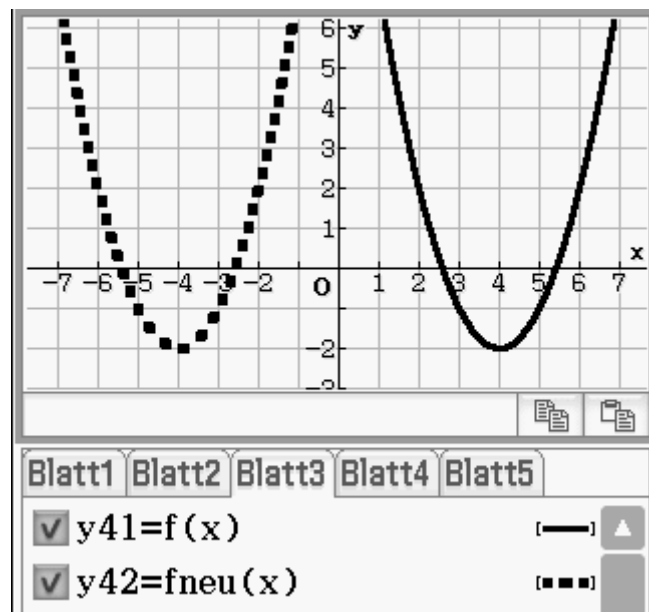 6 y
5
4
3
2
1
x
-7 -6 -5 -4 -3 -2 O 1 2 3 4 5 6 7
-2
Blatt1 Blatt2 Blatt3 Blatt4 Blatt5
y41=f(x)
y42=fneu(x)